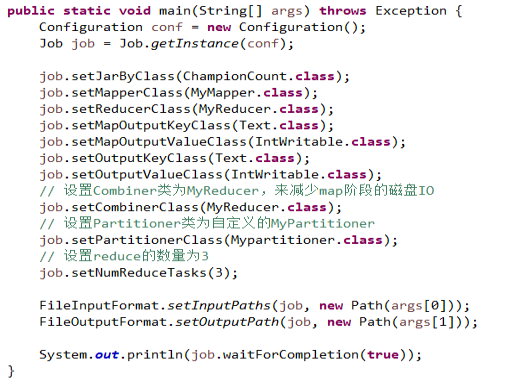 public static void main(String[] args) throws Exception {
    Configuration conf = new Configuration();
    Job job = Job.getInstance(conf);

    job.setJarByClass(ChampionCount.class);
    job.setMapperClass(MyMapper.class);
    job.setReducerClass(MyReducer.class);
    job.setMapOutputKeyClass(Text.class);
    job.setMapOutputValueClass(IntWritable.class);
    job.setOutputKeyClass(Text.class);
    job.setOutputValueClass(IntWritable.class);
    // 设置Combiner类为MyReducer，来减少map阶段的磁盘IO
    job.setCombinerClass(MyReducer.class);
    // 设置Partitioner类为自定义的MyPartitioner
    job.setPartitionerClass(Mypartitioner.class);
    // 设置reduce的数量为3
    job.setNumReduceTasks(3);

    FileInputFormat.setInputPaths(job, new Path(args[0]));
    FileOutputFormat.setOutputPath(job, new Path(args[1]));

    System.out.println(job.waitForCompletion(true));
}